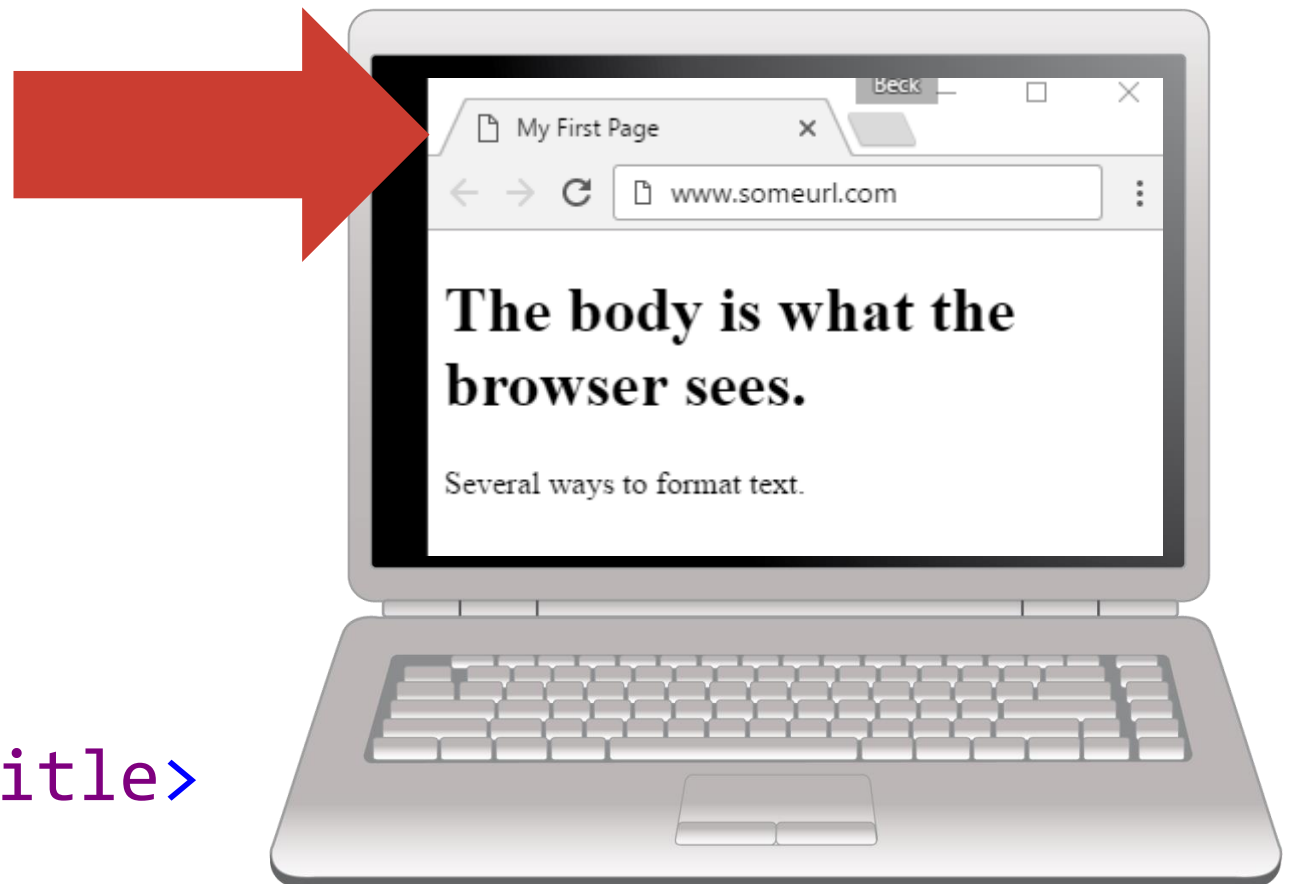 Beck
My First Page
www.someurl.com
The body is what the
browser sees.
Several ways to format text.
itle>